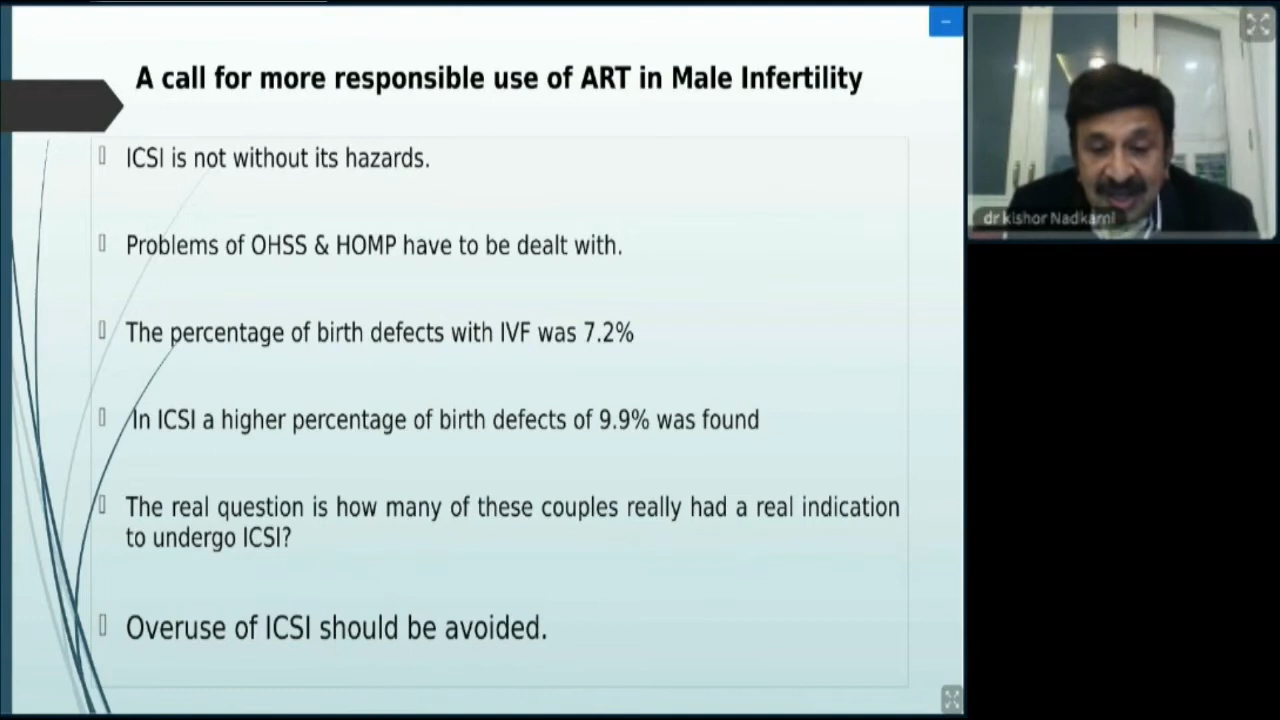 A call for more responsible use of ART in Male Infertility
ICSI is not without its hazards.
Problems of OHSS & HOMP have to be dealt with.
The percentage of birth defects with IVF was 7.2%
In ICSI a higher percentage of birth defects of 9.9% was found
The real question is how many of these couples really had a real indication
to undergo ICSI?
Overuse of ICSI should be avoided.
dr kishor Nadkarni